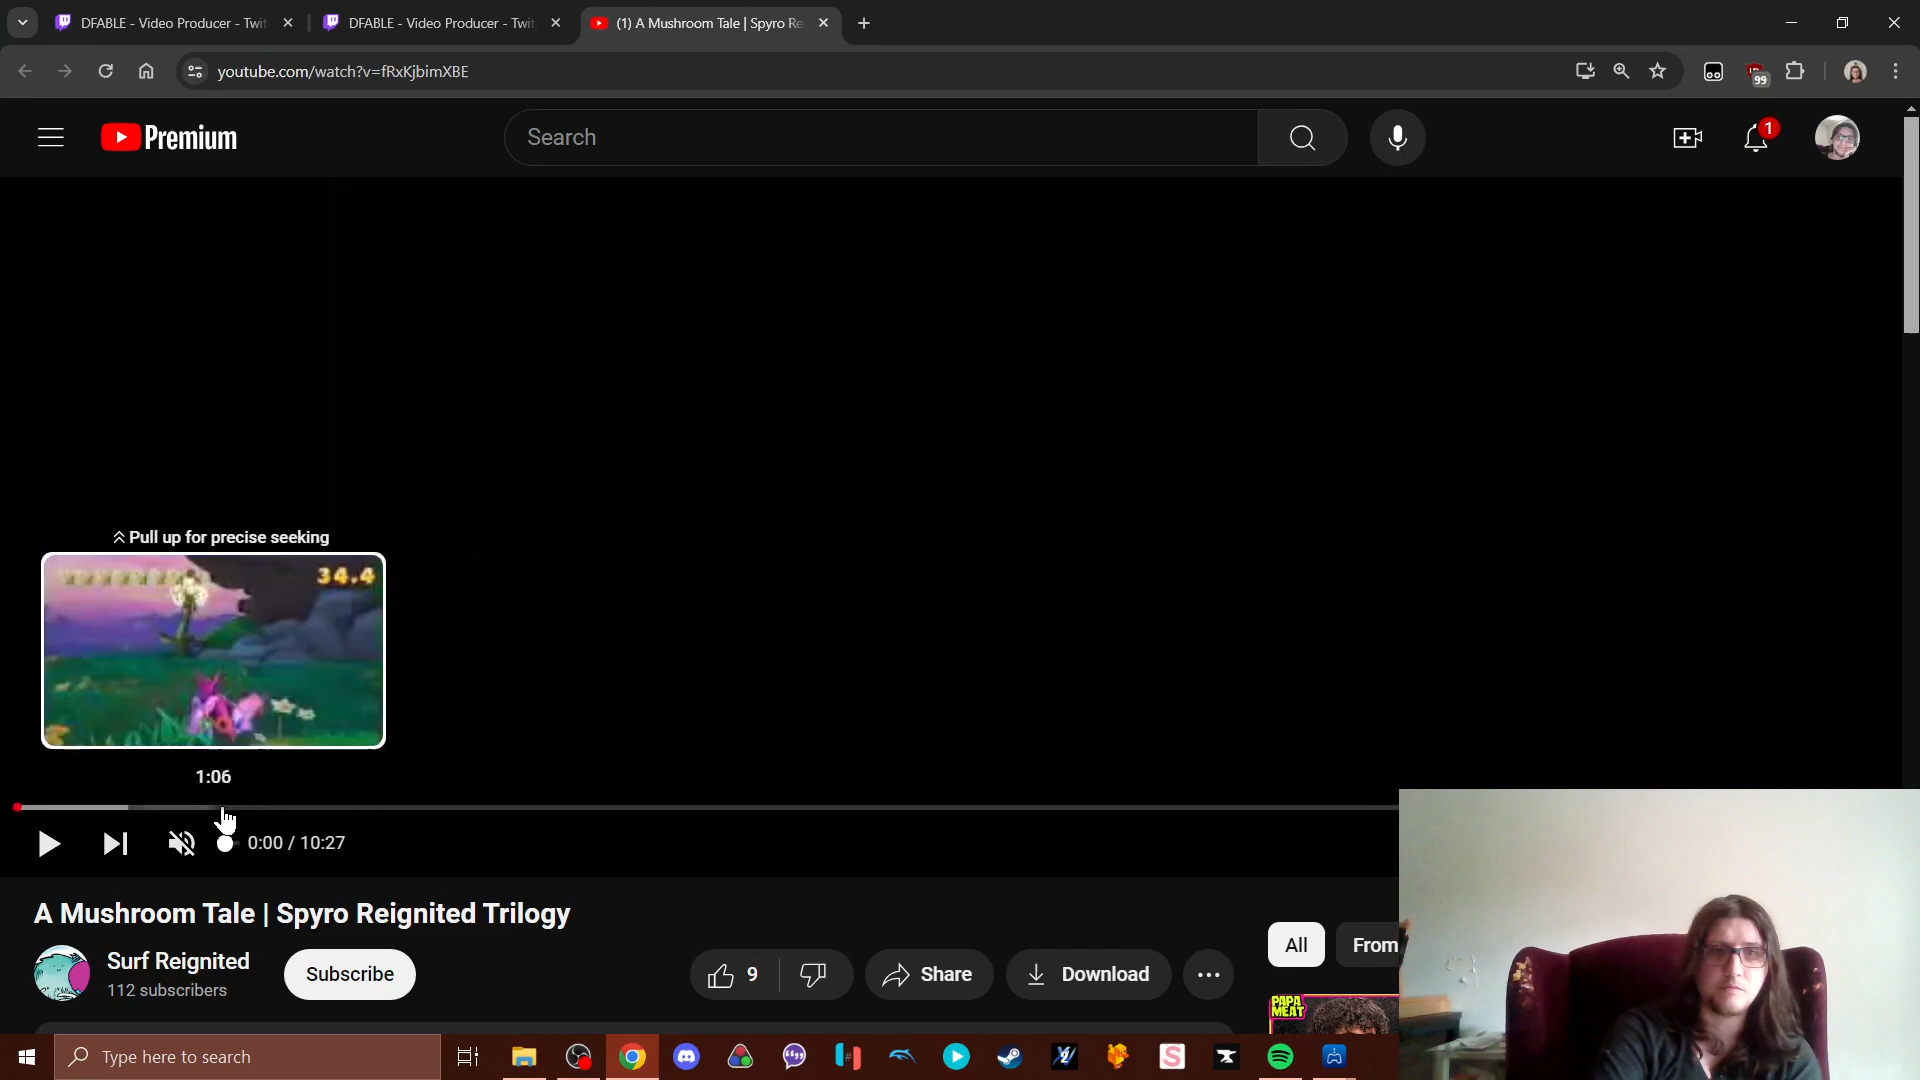 DFABLE - Video Producer - Twit
DFABLE - Video Producer - Twit
(1) A Mushroom Tale | Spyro Re
youtube.com/watch?v=fRxKjbimXBE
99
Premium
Search
1
Pull up for precise seeking
34.4
1:06
0:00 / 10:27
A Mushroom Tale | Spyro Reignited Trilogy
Surf Reignited
112 subscribers
Subscribe
9
Share
Download
All
From
PAPA
MEAT
Type here to search